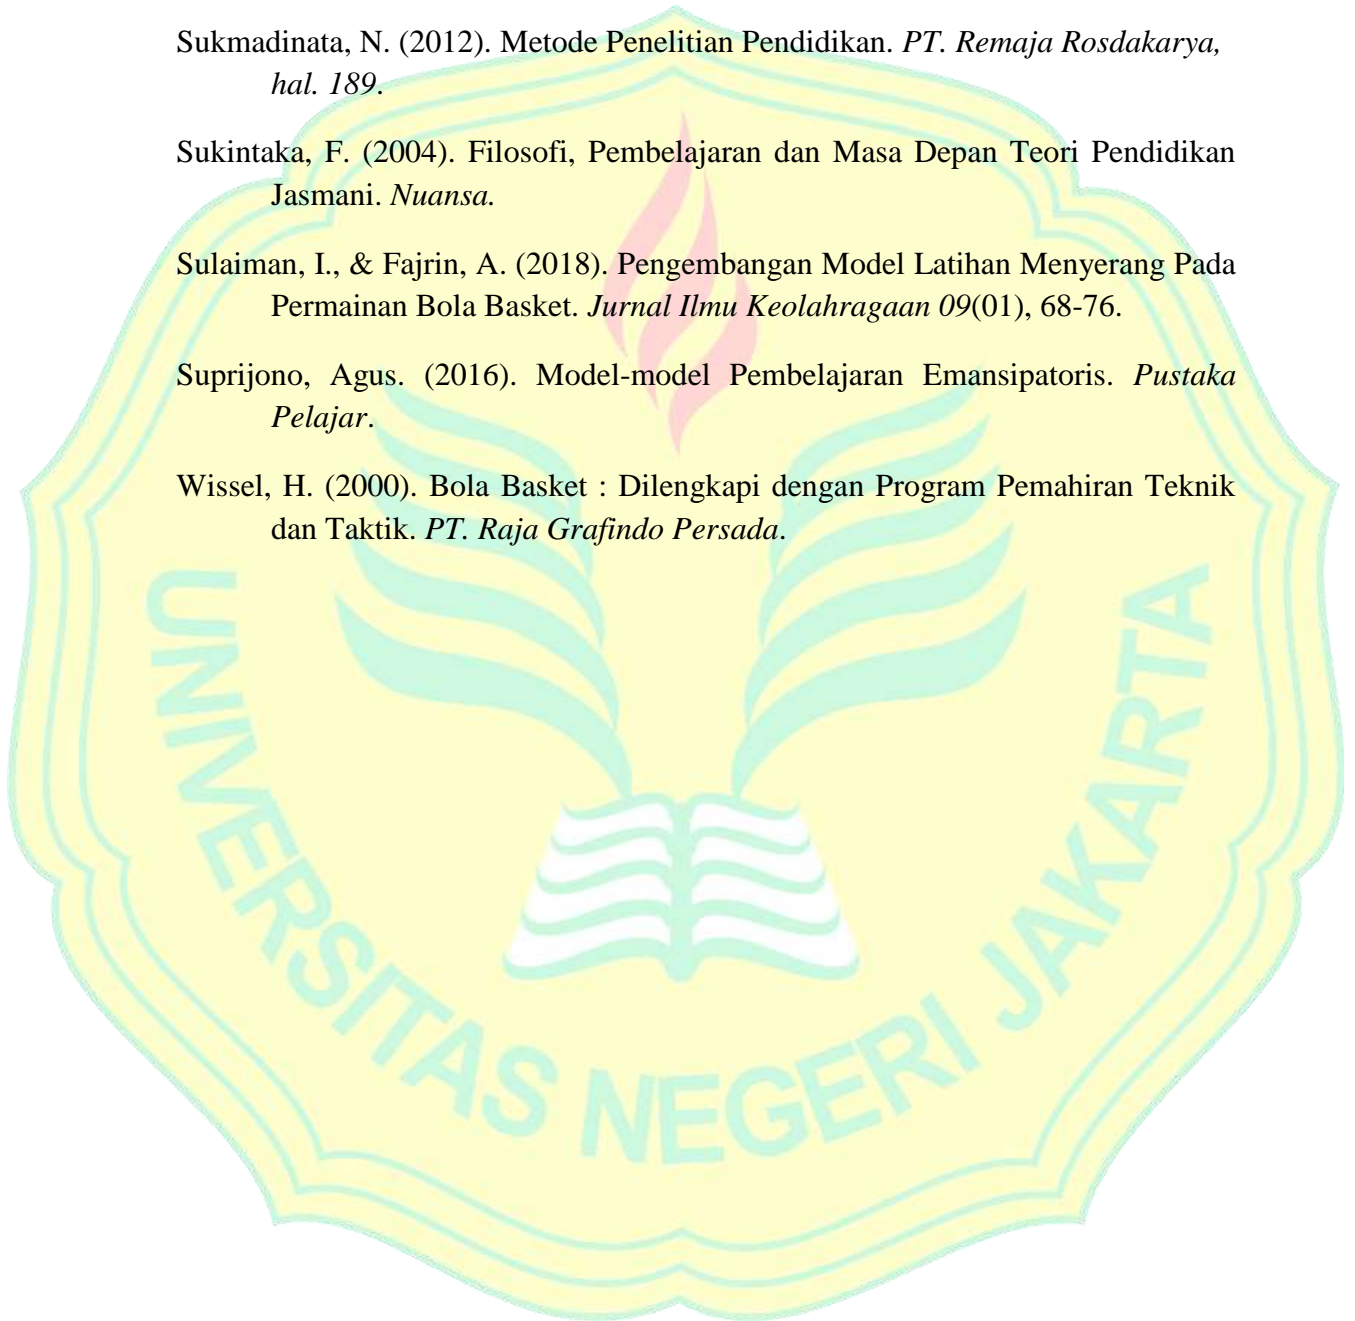 Sukmadinata, N. (2012). Metode Penelitian Pendidikan. PT. Remaja Rosdakarya,
hal. 189.
Sukintaka, F. (2004). Filosofi, Pembelajaran dan Masa Depan Teori Pendidikan
Jasmani. Nuansa.
Sulaiman, I., & Fajrin, A. (2018). Pengembangan Model Latihan Menyerang Pada
Permainan Bola Basket. Jurnal Ilmu Keolahragaan 09(01), 68-76.
Suprijono, Agus. (2016). Model-model Pembelajaran Emansipatoris. Pustaka
Pelajar.
Wissel, H. (2000). Bola Basket : Dilengkapi dengan Program Pemahiran Teknik
dan Taktik. PT. Raja Grafindo Persada.
UNIVERSITAS NEGERI JAKARTA